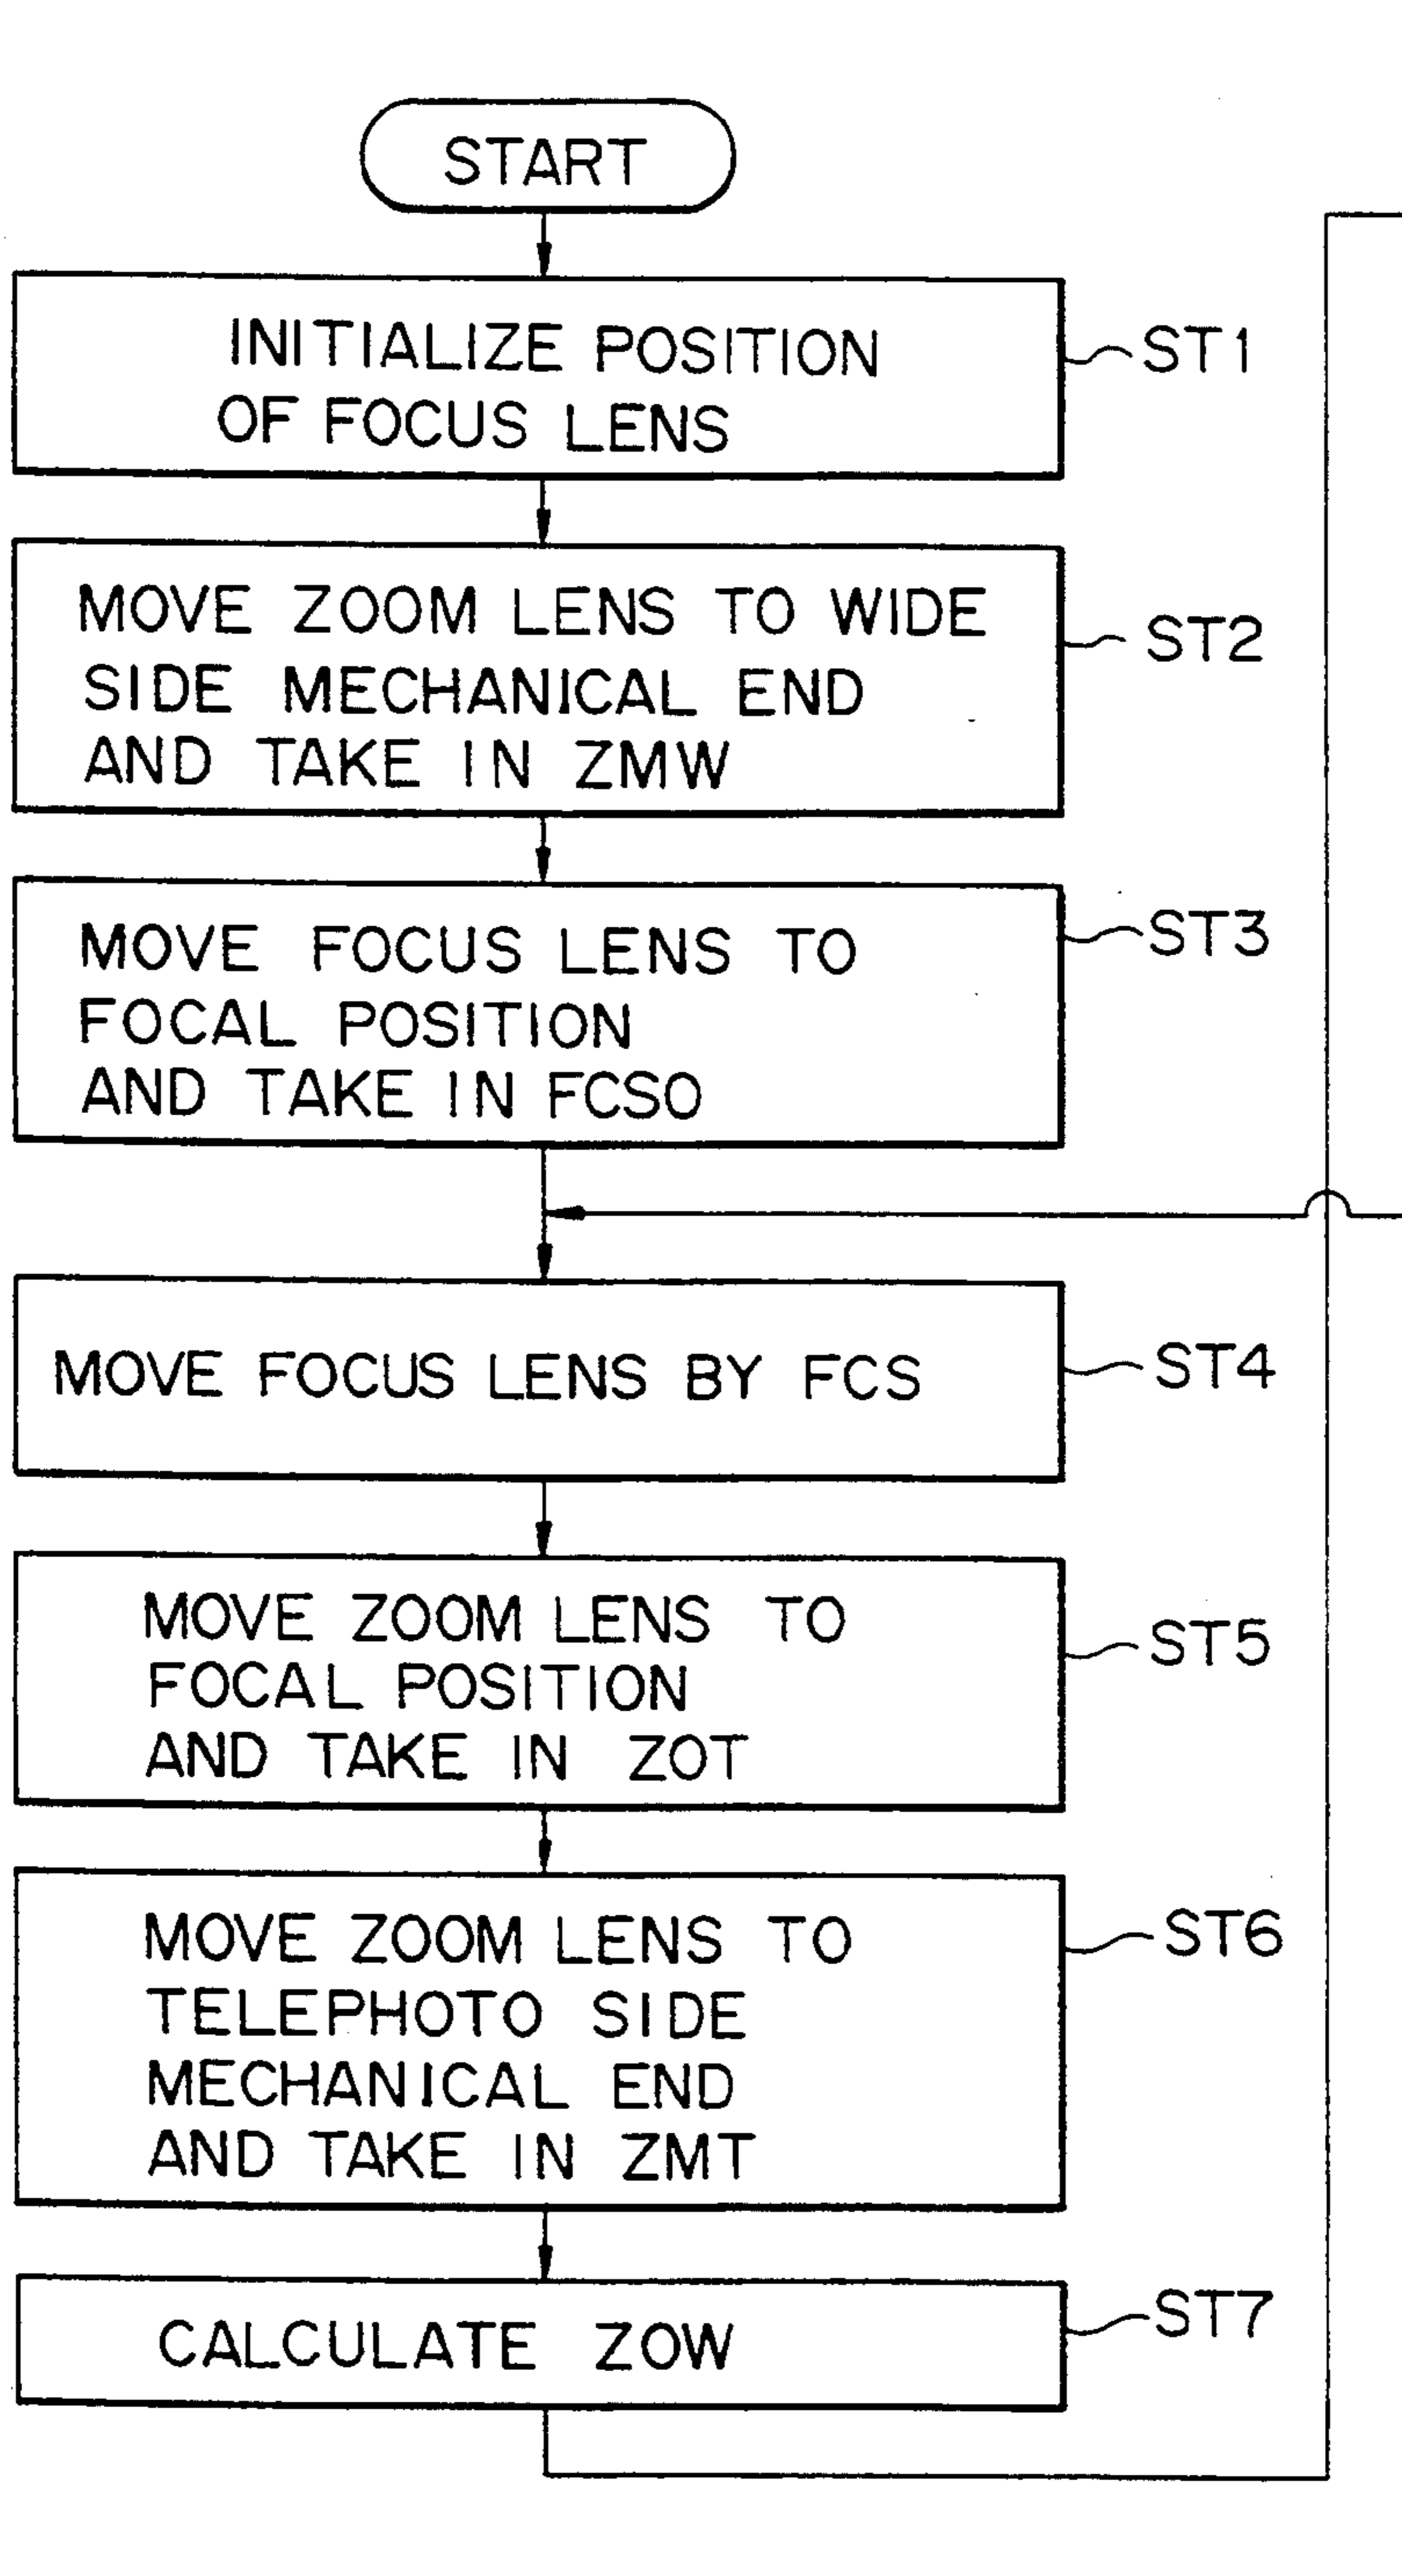 START
INITIALIZE POSITION
OF FOCUS LENS
ST1
MOVE ZOOM LENS TO WIDE
SIDE MECHANICAL END
AND TAKE IN ZMW
ST2
MOVE FOCUS LENS TO
FOCAL POSITION
AND TAKE IN FCSO
ST3
MOVE FOCUS LENS BY FCS
ST4
MOVE ZOOM LENS TO
FOCAL POSITION
AND TAKE IN ZOT
ST5
MOVE ZOOM LENS TO
TELEPHOTO SIDE
MECHANICAL END
AND TAKE IN ZMT
ST6
CALCULATE ZOW
ST7